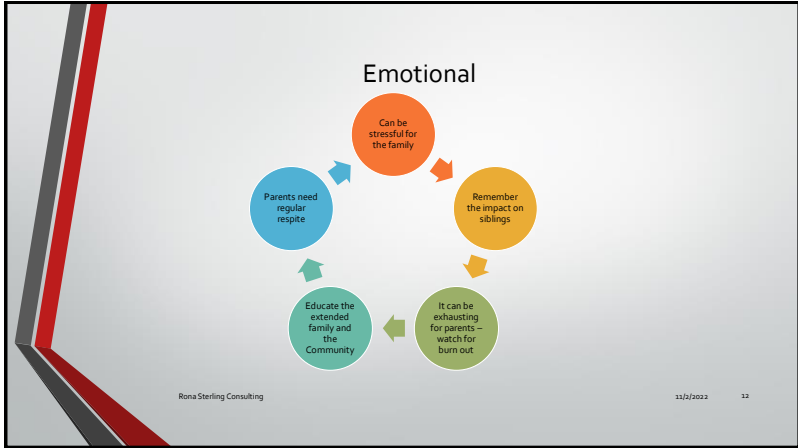 Emotional
Can be
stressful for
the family
Remember
the impact on
siblings
It can be
exhausting
for parents –
watch for
burn out
Educate the
extended
family and
the
Community
Parents need
regular
respite
Rona Sterling Consulting
11/2/2022
12